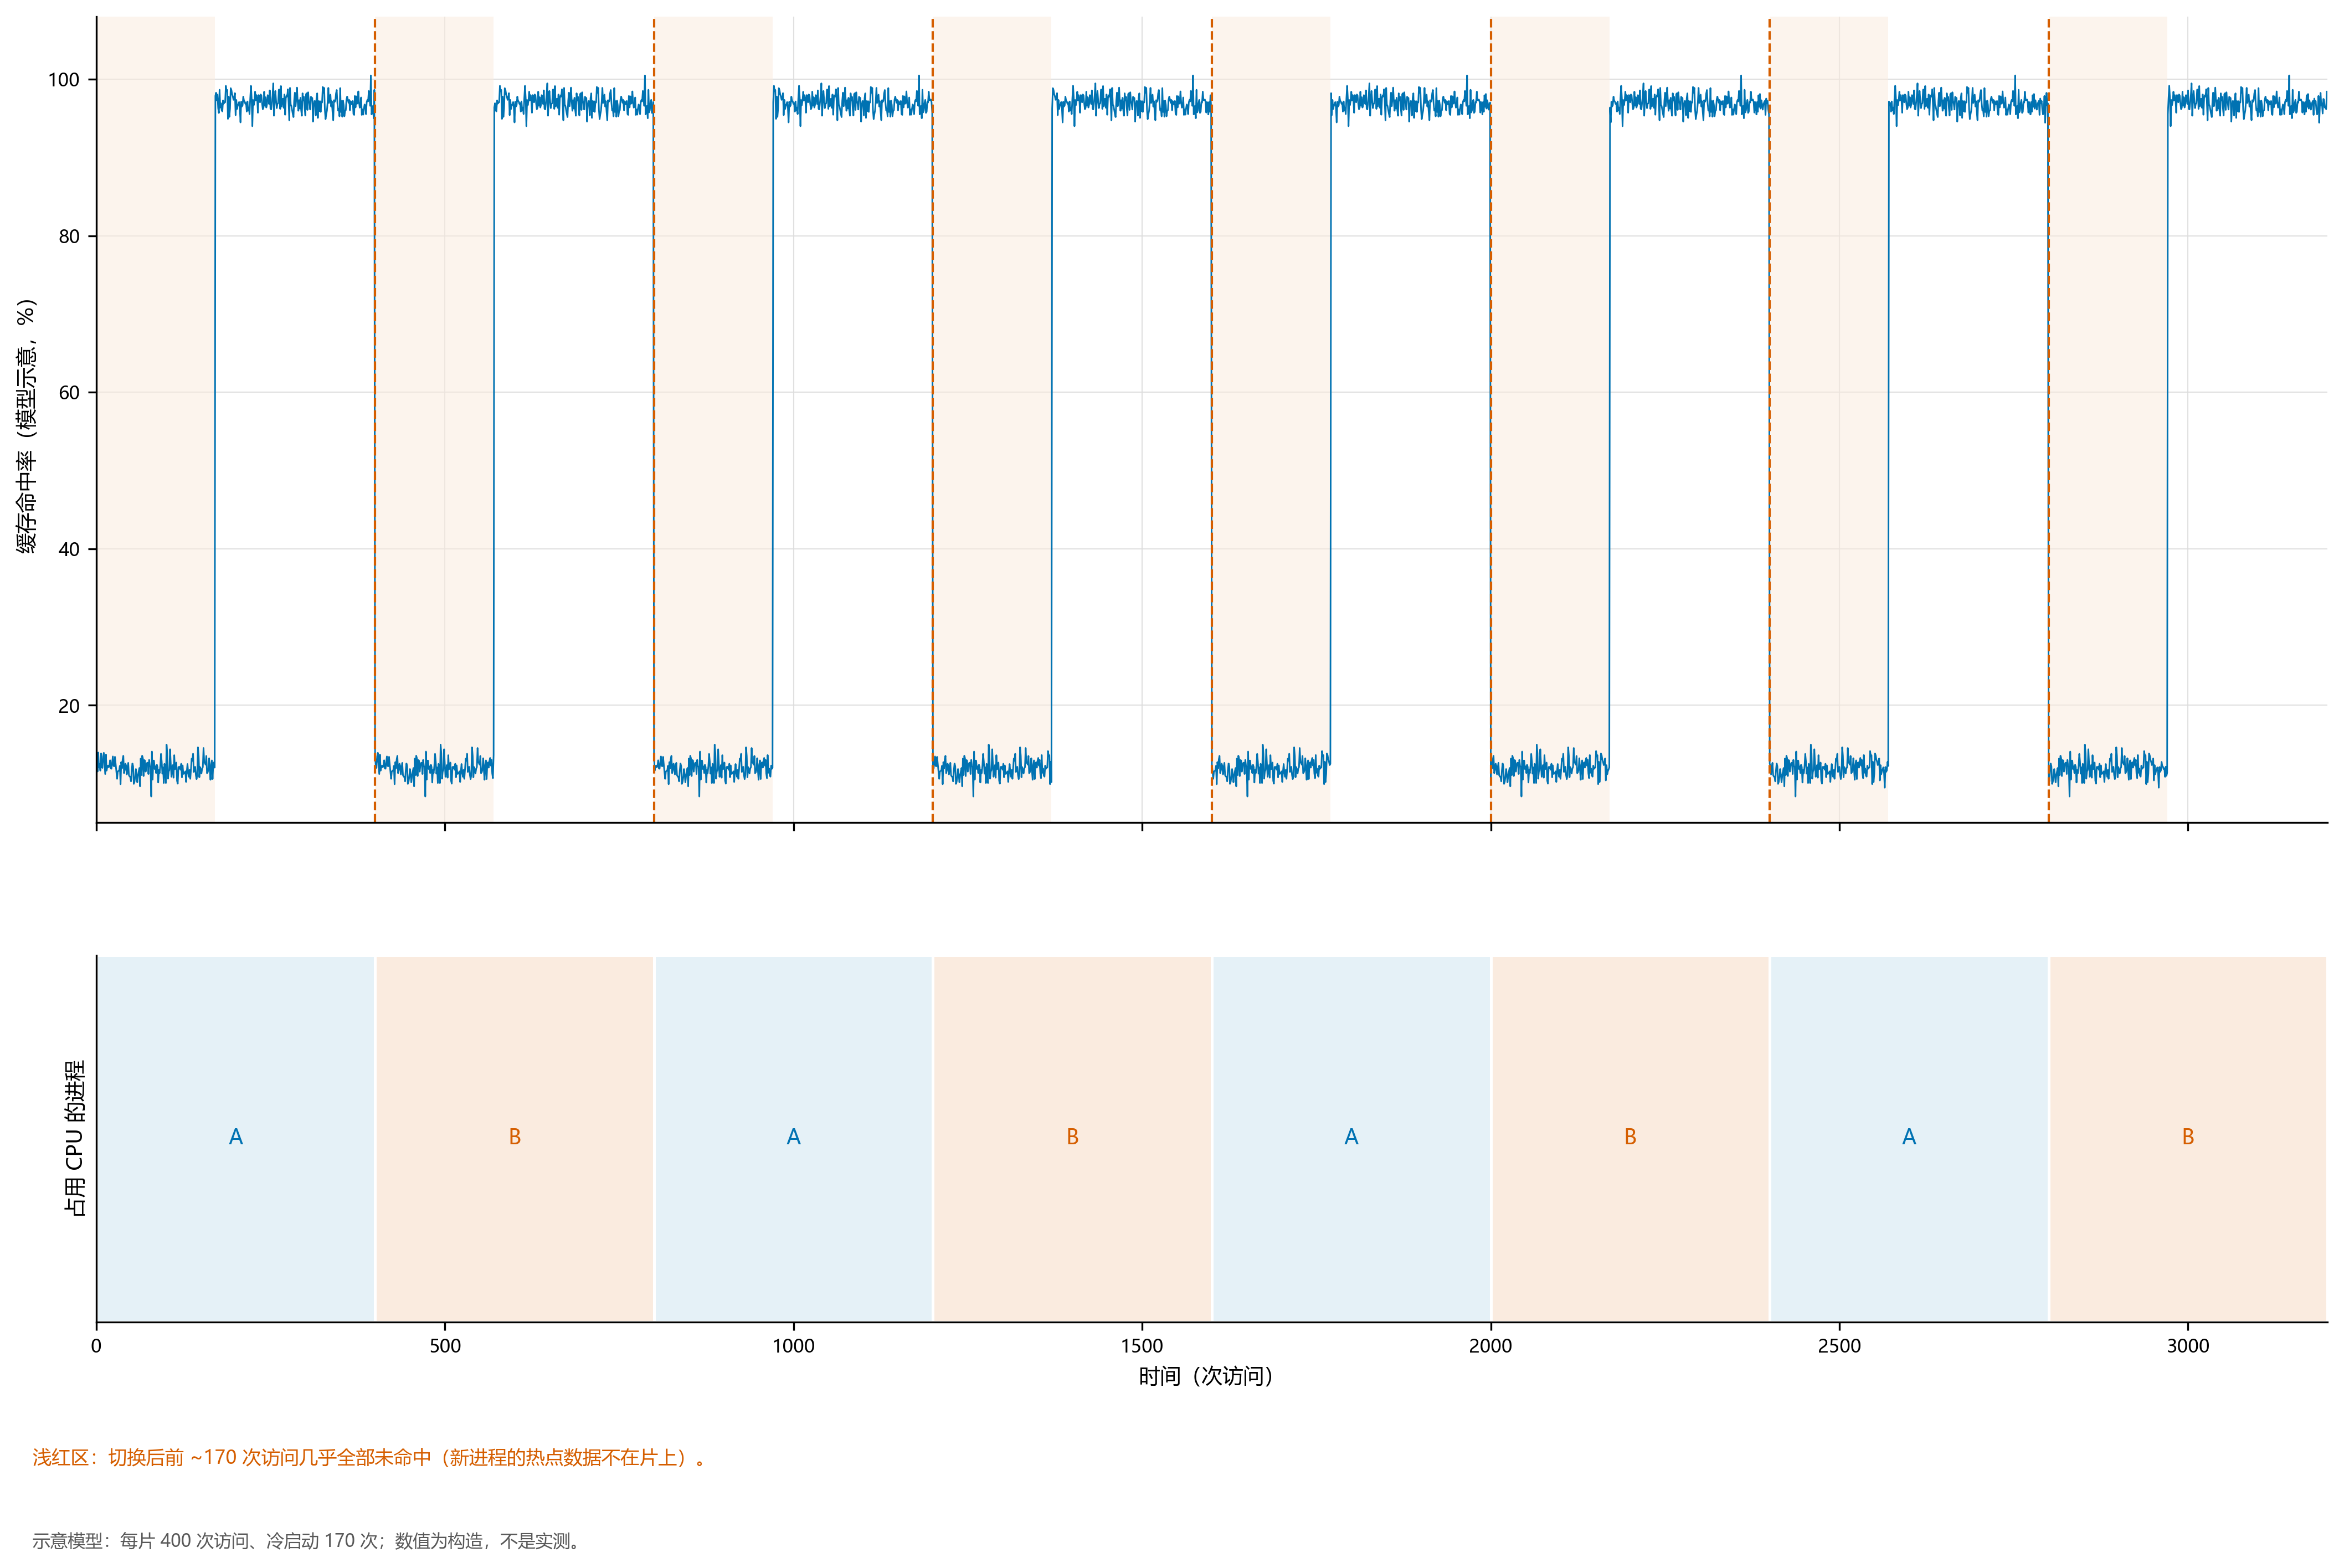 100
80
60
40
20
缓存命中率（模型示意，%）
占用 CPU 的进程
A B A B A B A B
0 500 1000 1500 2000 2500 3000
时间（次访问）
浅红区：切换后前 ~170 次访问几乎全部未命中（新进程的热点数据不在片上）。
示意模型：每片 400 次访问、冷启动 170 次；数值为构造，不是实测。